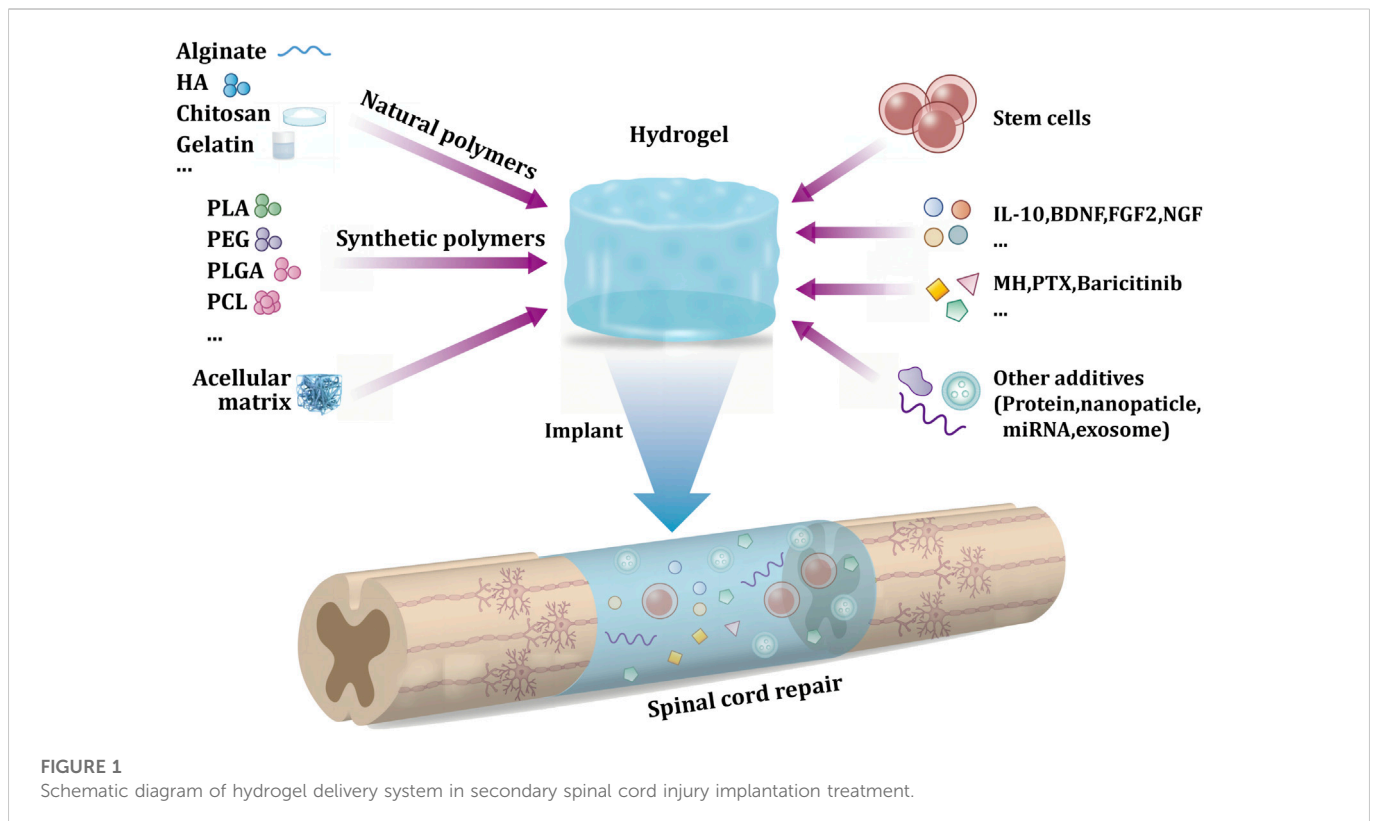 Alginate
HA
Chitosan
Gelatin
...
Natural polymers
PLA
PEG
PLGA
PCL
...
Synthetic polymers
Acellular
matrix
Hydrogel
Stem cells
IL-10,BDNF,FGF2,NGF
...
MH,PTX,Baricitinib
...
Other additives
(Protein,nanopaticle,
miRNA,exosome)
Implant
Spinal cord repair
FIGURE 1
Schematic diagram of hydrogel delivery system in secondary spinal cord injury implantation treatment.